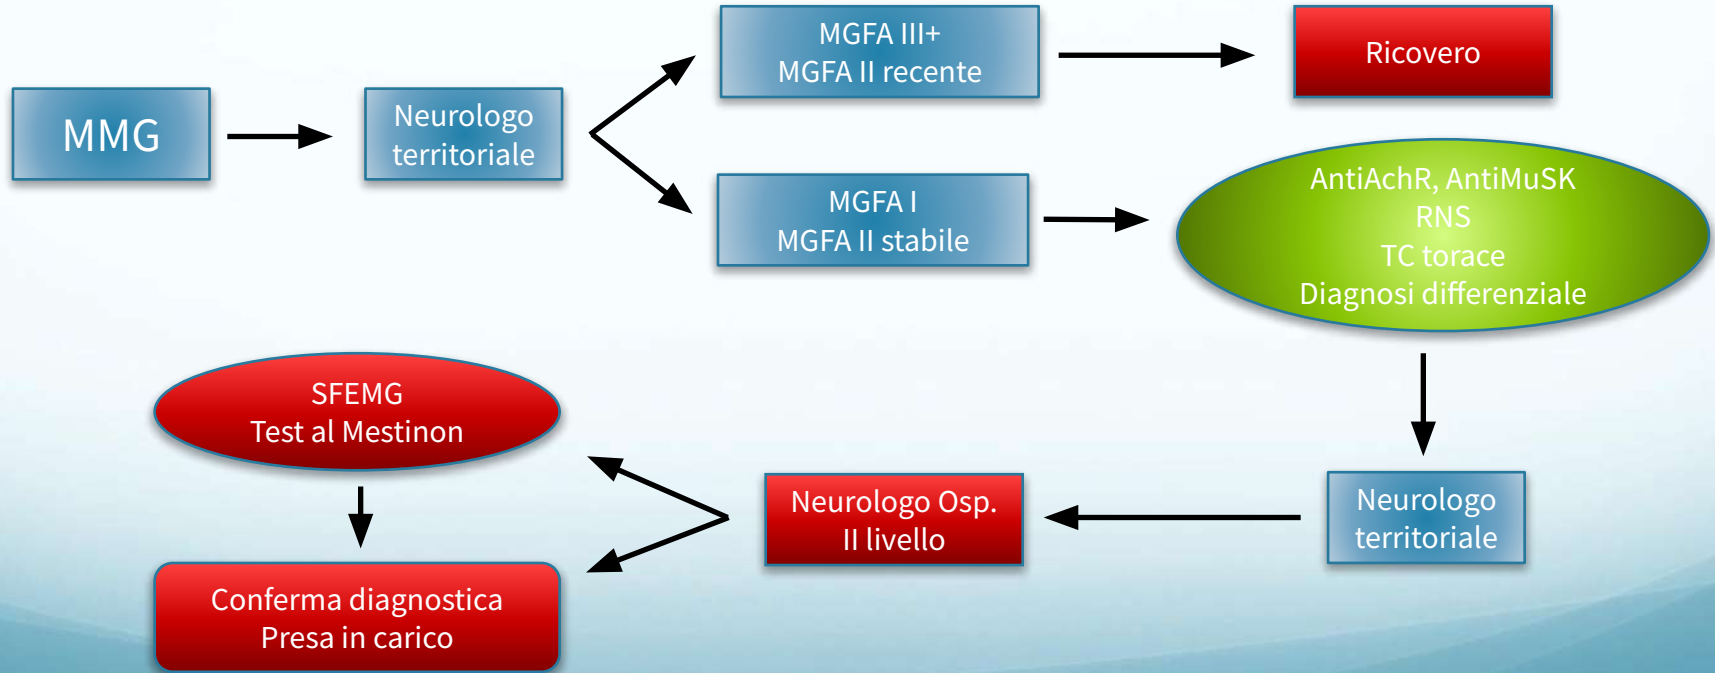 MMG
Neurologo
territoriale
MGFA III+
MGFA II recente
Ricovero
MGFA I
MGFA II stabile
AntiAchR, AntiMuSK
RNS
TC torace
Diagnosi differenziale
Neurologo
territoriale
Neurologo Osp.
II livello
SFEMG
Test al Mestinon
Conferma diagnostica
Presa in carico